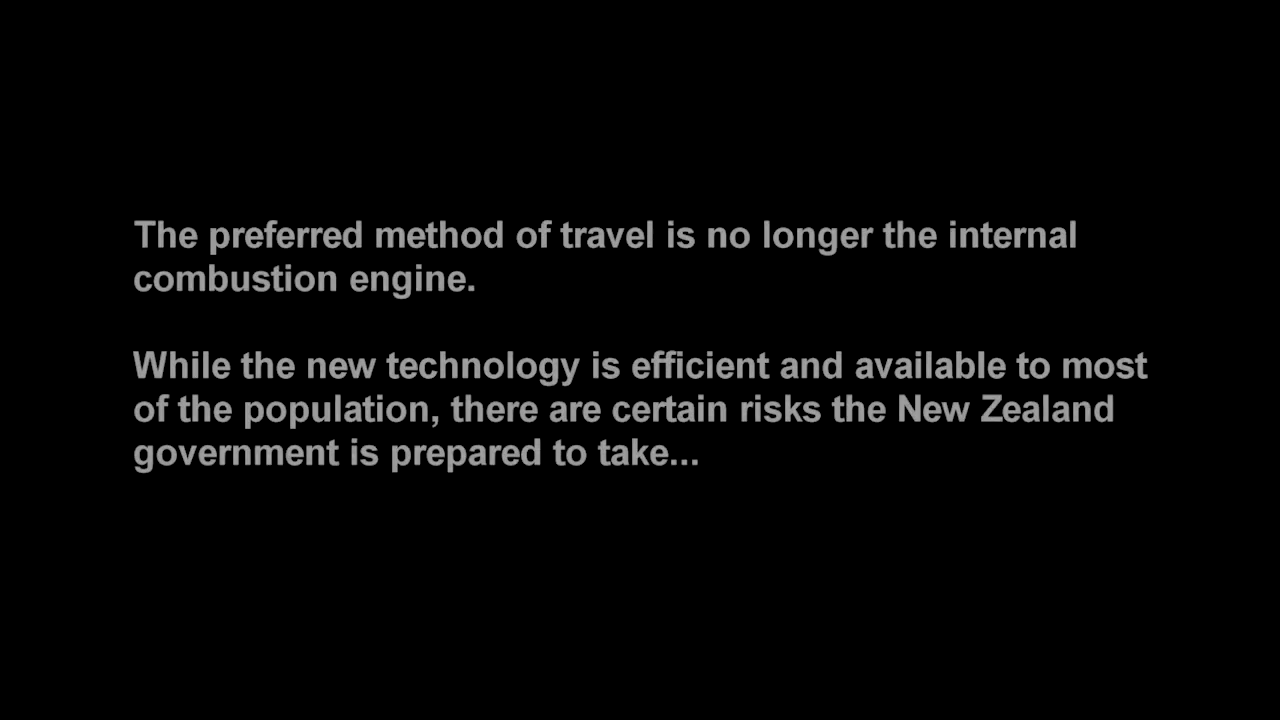 The preferred method of travel is no longer the internal
combustion engine.
While the new technology is efficient and available to most
of the population, there are certain risks the New Zealand
government is prepared to take...